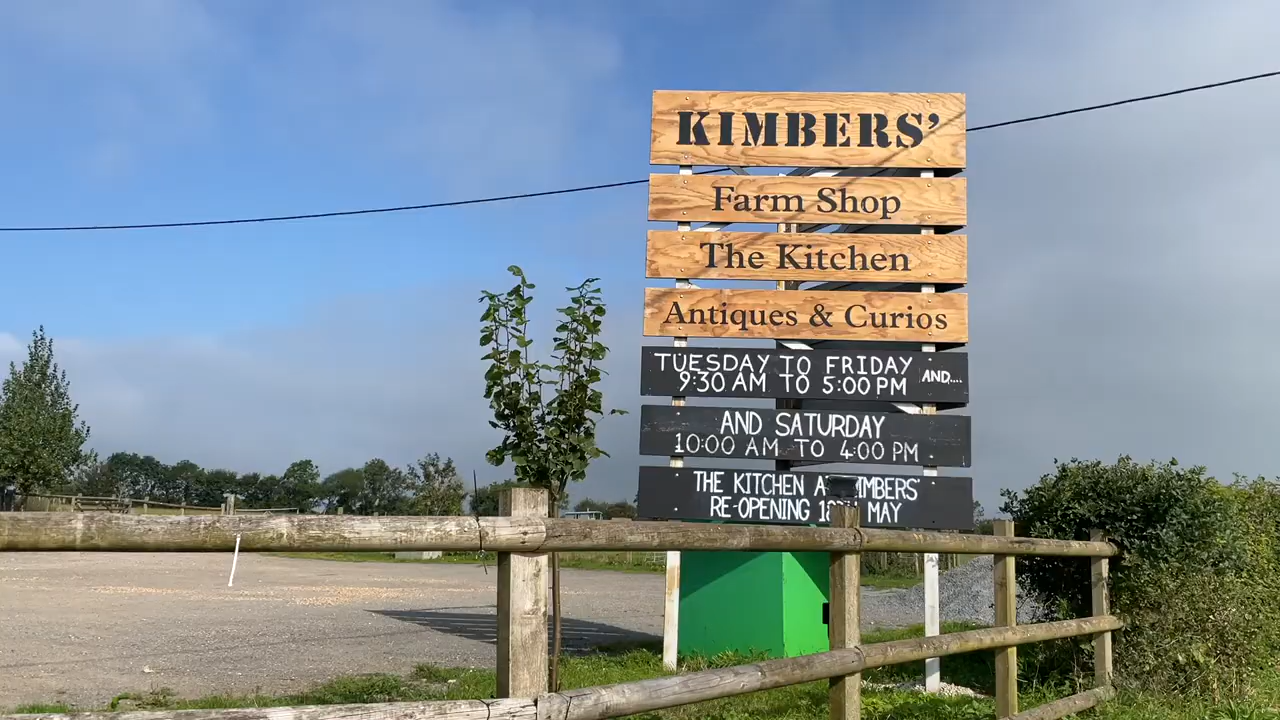 KIMBERS'
Farm Shop
The Kitchen
Antiques & Curios
TUESDAY TO FRIDAY AND....
9:30 AM TO 5:00 PM
AND SATURDAY
10:00 AM TO 4:00 PM
THE KITCHEN
RE-OPENING MAY